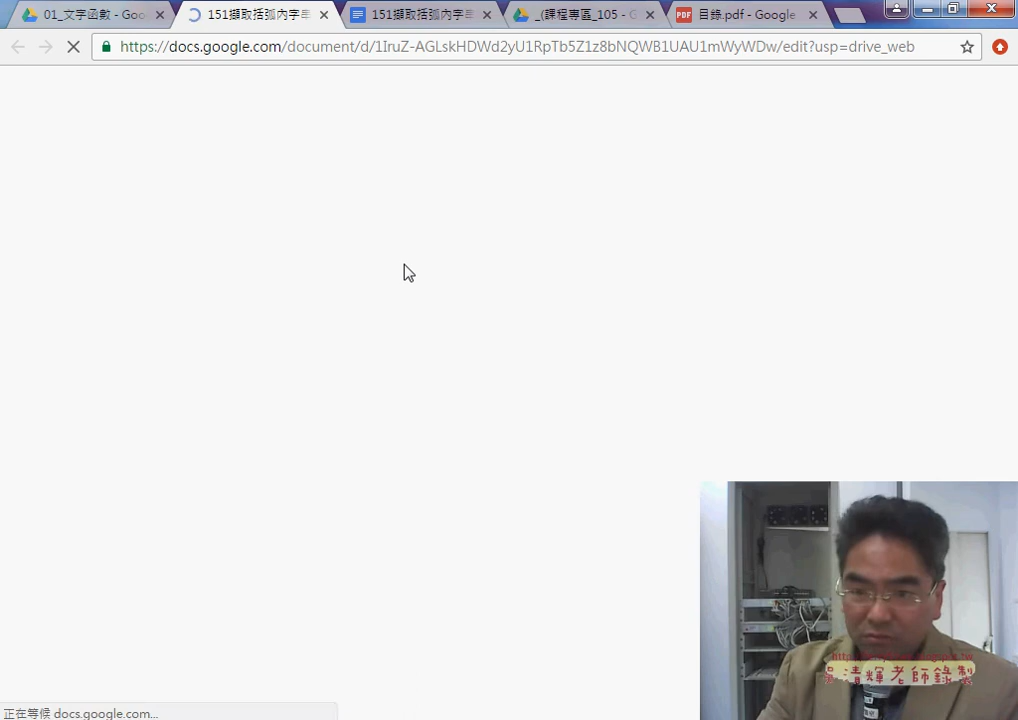 01_文字函數 - Goo
151擷取括弧內字串
151擷取括弧內字串
_(課程專區_105 - G
PDF
目錄.pdf - Google
https://docs.google.com/document/d/1IruZ-AGLskHDWd2yU1RpTb5Z1z8bNQWB1UAU1mWyWDw/edit?usp=drive_web
吳清輝老師錄製
正在等候 docs.google.com...